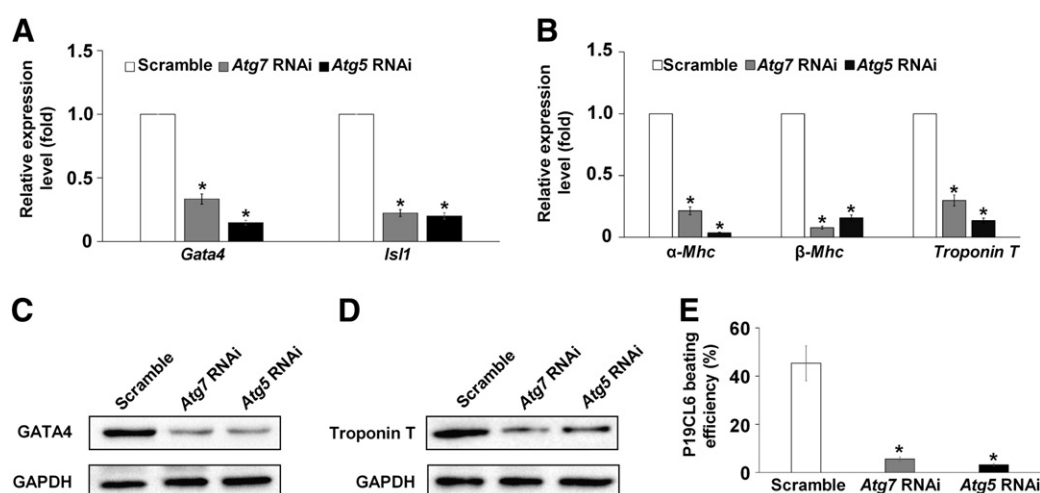 A
Relative expression
level (fold)
1.5
1.0
0.5
0
Scramble Atg7 RNAi Atg5 RNAi
* * * *
Gata4 Isl1
B
Relative expression
level (fold)
1.5
1.0
0.5
0
Scramble Atg7 RNAi Atg5 RNAi
* * * * * *
α-Mhc β-Mhc Troponin T
C
Scramble Atg7 RNAi Atg5 RNAi
GATA4
GAPDH
D
Scramble Atg7 RNAi Atg5 RNAi
Troponin T
GAPDH
E
P19CL6 beating
efficiency (%)
60
40
20
0
* *
Scramble Atg7 RNAi Atg5 RNAi